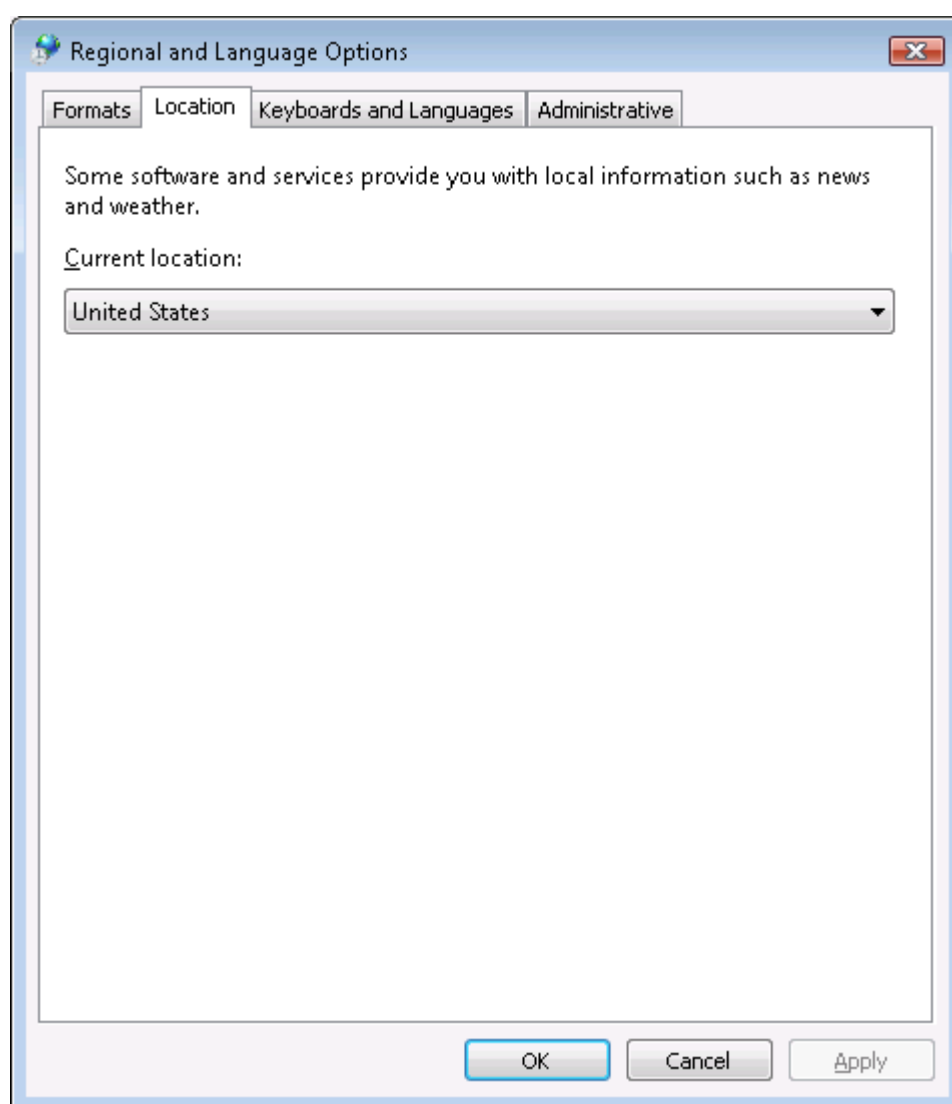 Regional and Language Options
Formats Location Keyboards and Languages Administrative
Some software and services provide you with local information such as news
and weather.
Current location:
United States
OK Cancel Apply